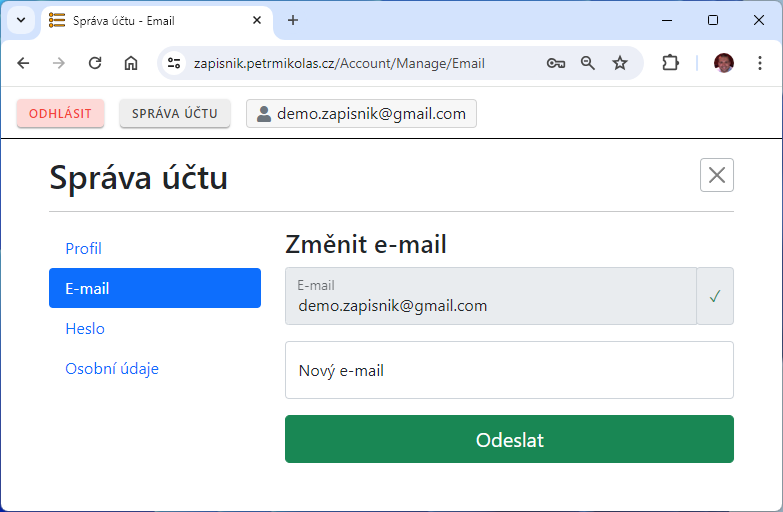 Správa účtu - Email
zapisnik.petrmikolas.cz/Account/Manage/Email
ODHLÁSIT SPRÁVA ÚČTU demo.zapisnik@gmail.com
Správa účtu
Profil
E-mail
Heslo
Osobní údaje
Změnit e-mail
E-mail
demo.zapisnik@gmail.com
Nový e-mail
Odeslat